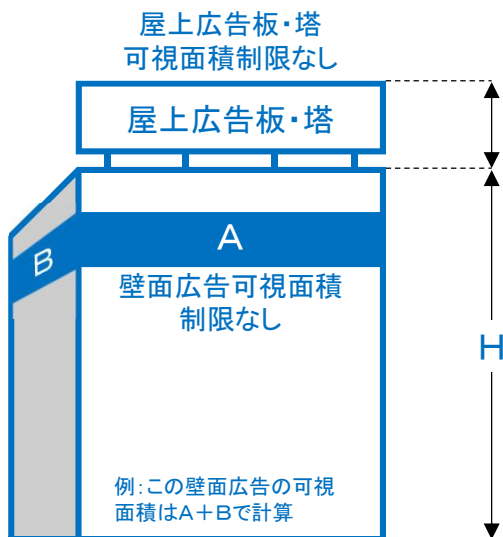 屋上広告板・塔
可視面積制限なし
屋上広告板・塔
A
B
壁面広告可視面積
制限なし
H
例：この壁面広告の可視
面積はA＋Bで計算